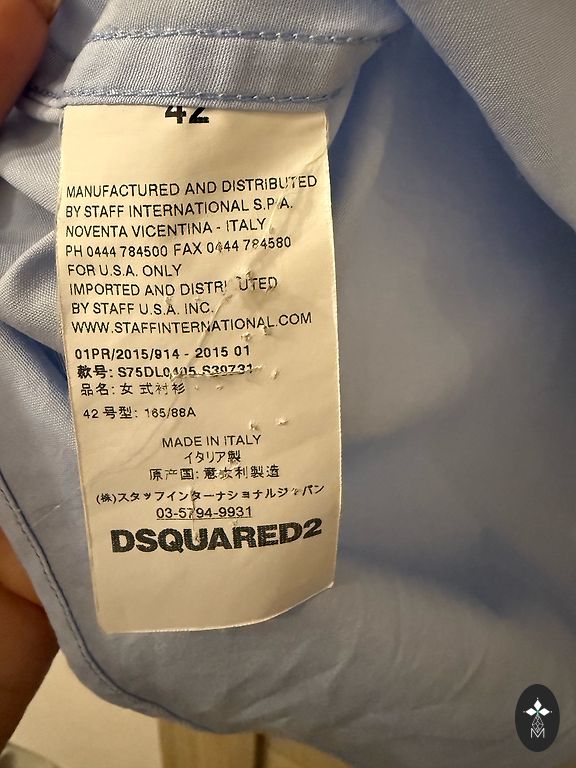 42
MANUFACTURED AND DISTRIBUTED
BY STAFF INTERNATIONAL S.P.A.
NOVENTA VICENTINA - ITALY
PH 0444 784500 FAX 0444 784580
FOR U.S.A. ONLY
IMPORTED AND DISTRIBUTED
BY STAFF U.S.A. INC.
WWW.STAFFINTERNATIONAL.COM
01PR/2015/914 - 2015 01
款号: S75DL0405 S39731
品名: 女式衬衫
42 号型: 165/88A
MADE IN ITALY
イタリア製
原产国: 意大利製造
(株)スタッフインターナショナルジャパン
03-5794-9931
DSQUARED2
M